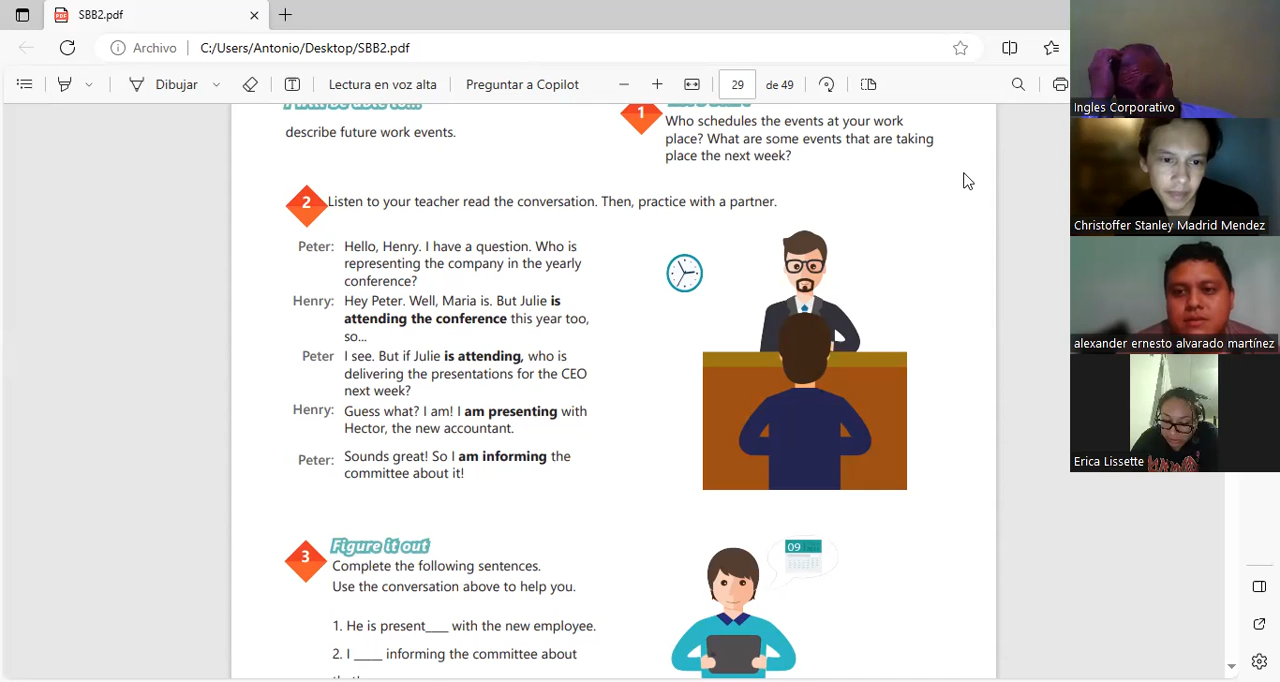 SBB2.pdf
Archivo
C:/Users/Antonio/Desktop/SBB2.pdf
Dibujar
Lectura en voz alta
Preguntar a Copilot
29
de 49
describe future work events.
1
Who schedules the events at your work
place? What are some events that are taking
place the next week?
2
Listen to your teacher read the conversation. Then, practice with a partner.
Peter: Hello, Henry. I have a question. Who is
representing the company in the yearly
conference?
Henry: Hey Peter. Well, Maria is. But Julie is
attending the conference this year too,
so...
Peter I see. But if Julie is attending, who is
delivering the presentations for the CEO
next week?
Henry: Guess what? I am! I am presenting with
Hector, the new accountant.
Peter: Sounds great! So I am informing the
committee about it!
3
Figure it out
Complete the following sentences.
Use the conversation above to help you.
1. He is present___ with the new employee.
2. I ____ informing the committee about
09
Ingles Corporativo
Christoffer Stanley Madrid Mendez
alexander ernesto alvarado martínez
Erica Lissette